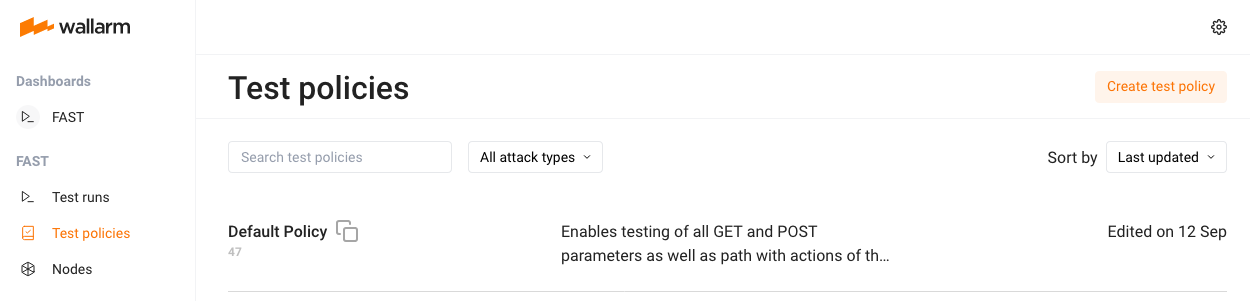 wallarm
Dashboards
FAST
FAST
Test runs
Test policies
Nodes
Test policies
Create test policy
Search test policies
All attack types
Sort by
Last updated
Default Policy
47
Enables testing of all GET and POST
parameters as well as path with actions of th...
Edited on 12 Sep